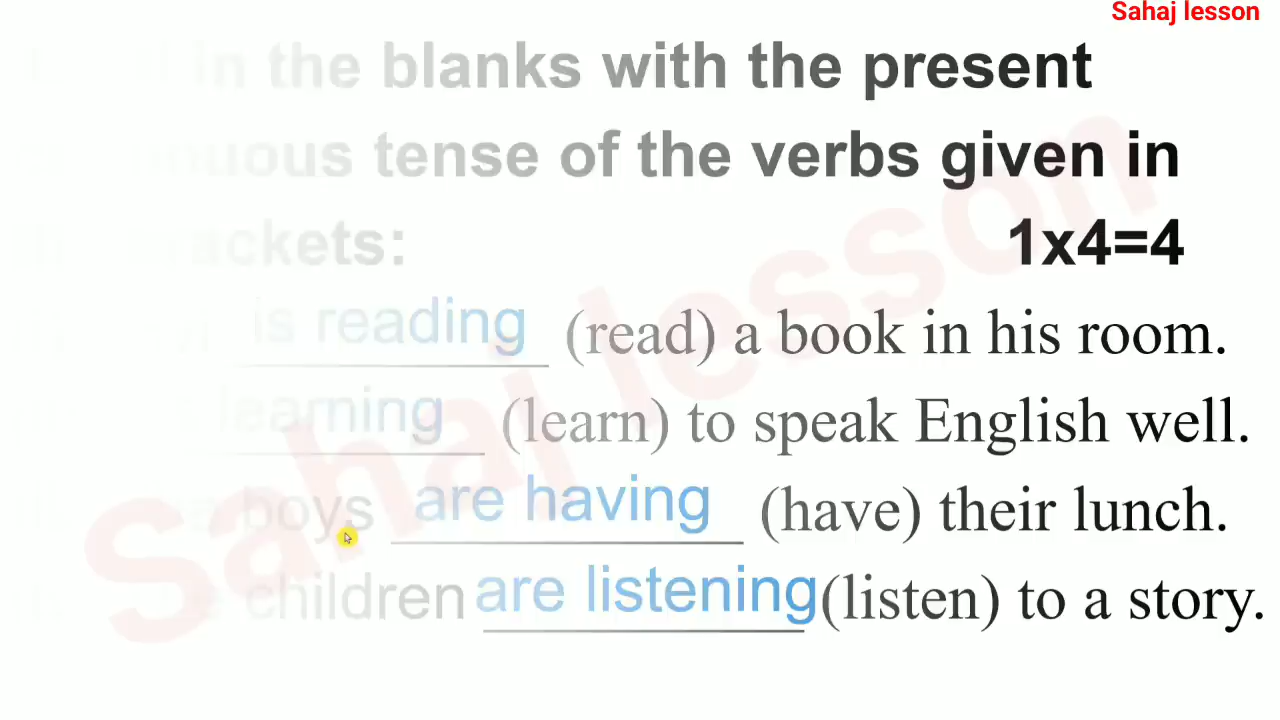 Sahaj lesson
in the blanks with the present
tense of the verbs given in
1x4=4
is reading (read) a book in his room.
learning (learn) to speak English well.
boys are having (have) their lunch.
children are listening (listen) to a story.
Sahaj lesson